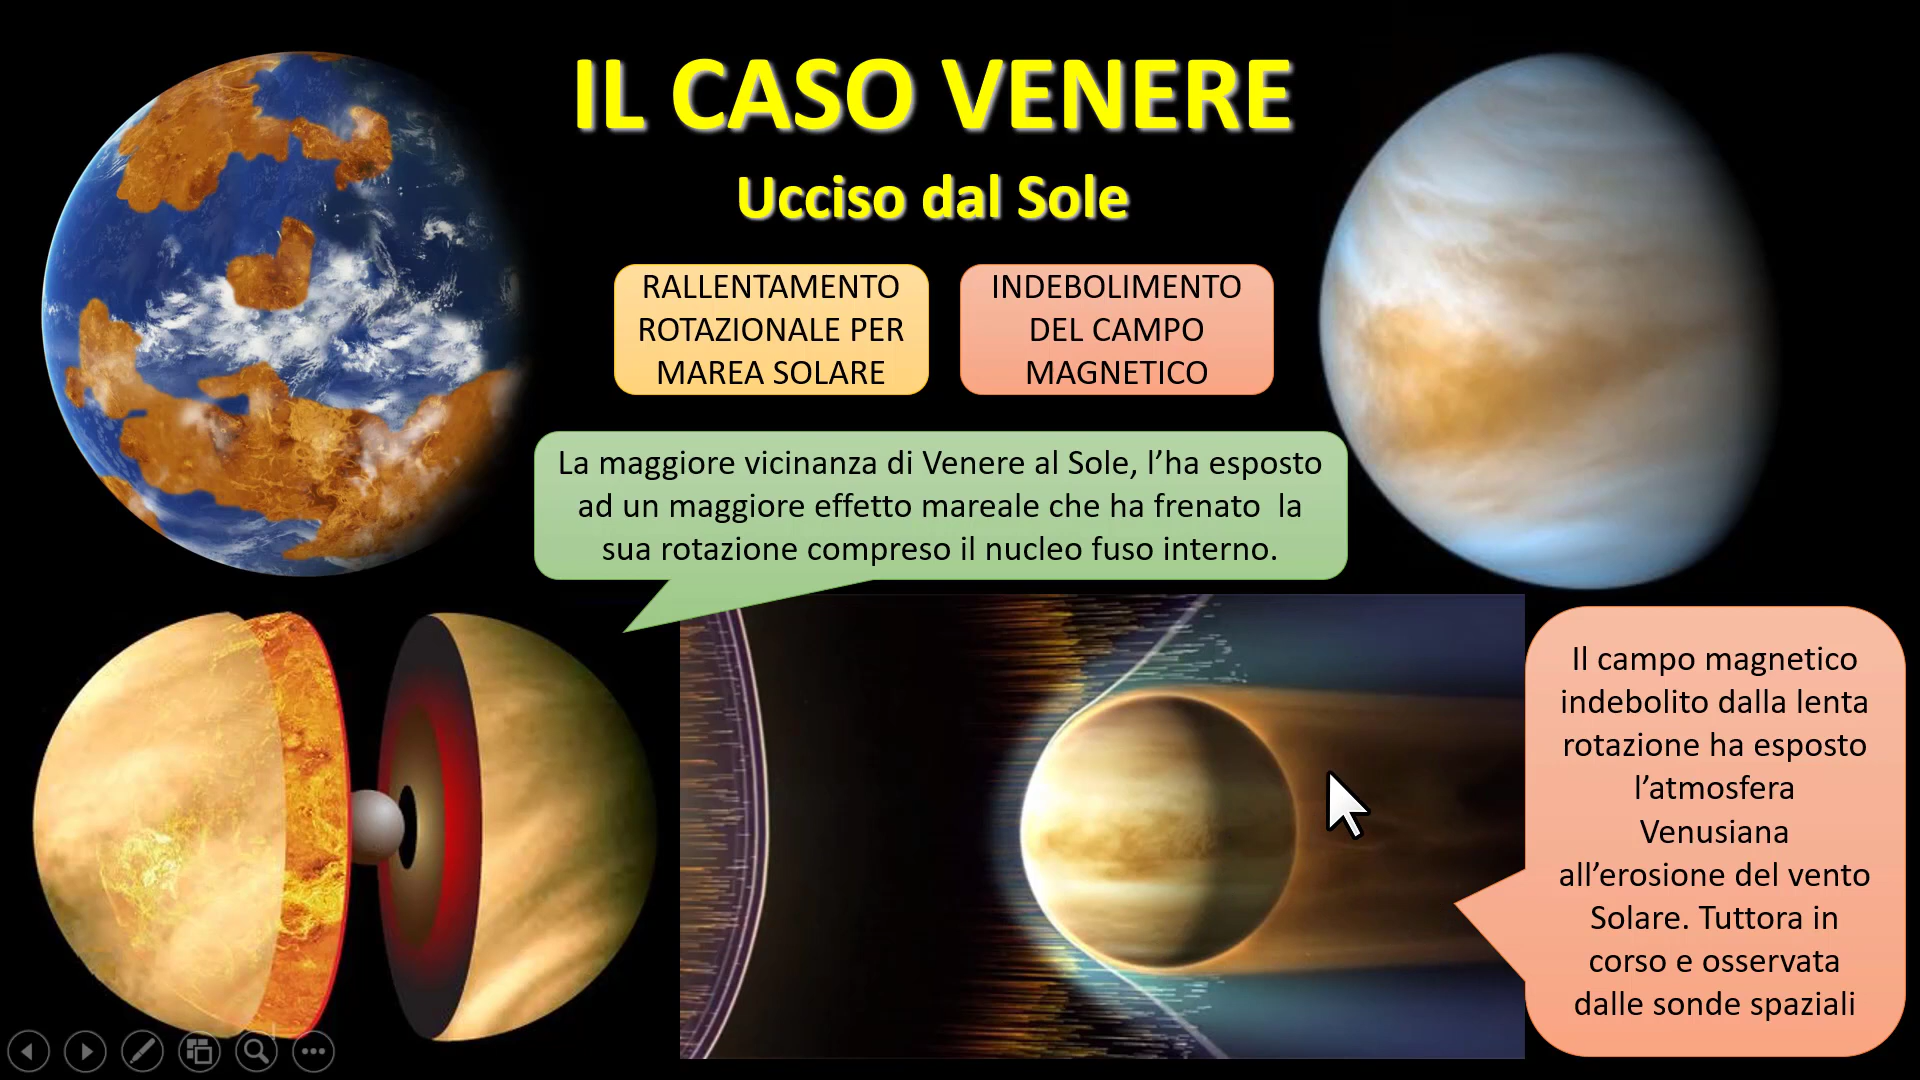 IL CASO VENERE
Ucciso dal Sole
RALLENTAMENTO
ROTAZIONALE PER
MAREA SOLARE
INDEBOLIMENTO
DEL CAMPO
MAGNETICO
La maggiore vicinanza di Venere al Sole, l’ha esposto
ad un maggiore effetto mareale che ha frenato  la
sua rotazione compreso il nucleo fuso interno.
Il campo magnetico
indebolito dalla lenta
rotazione ha esposto
l’atmosfera
Venusiana
all’erosione del vento
Solare. Tuttora in
corso e osservata
dalle sonde spaziali